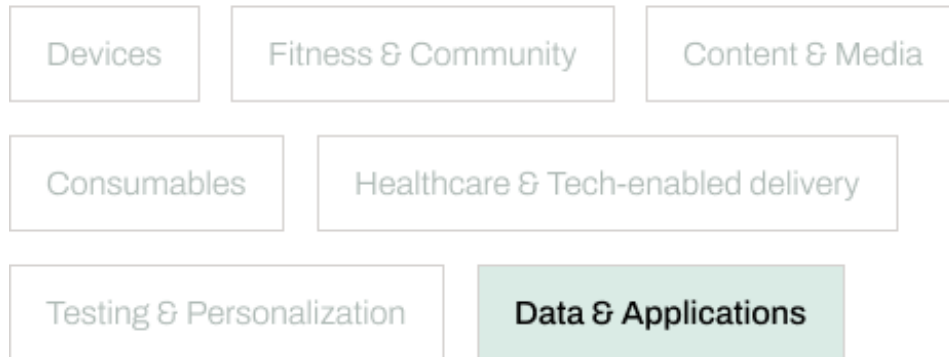 Devices
Fitness & Community
Content & Media
Consumables
Healthcare & Tech-enabled delivery
Testing & Personalization
Data & Applications